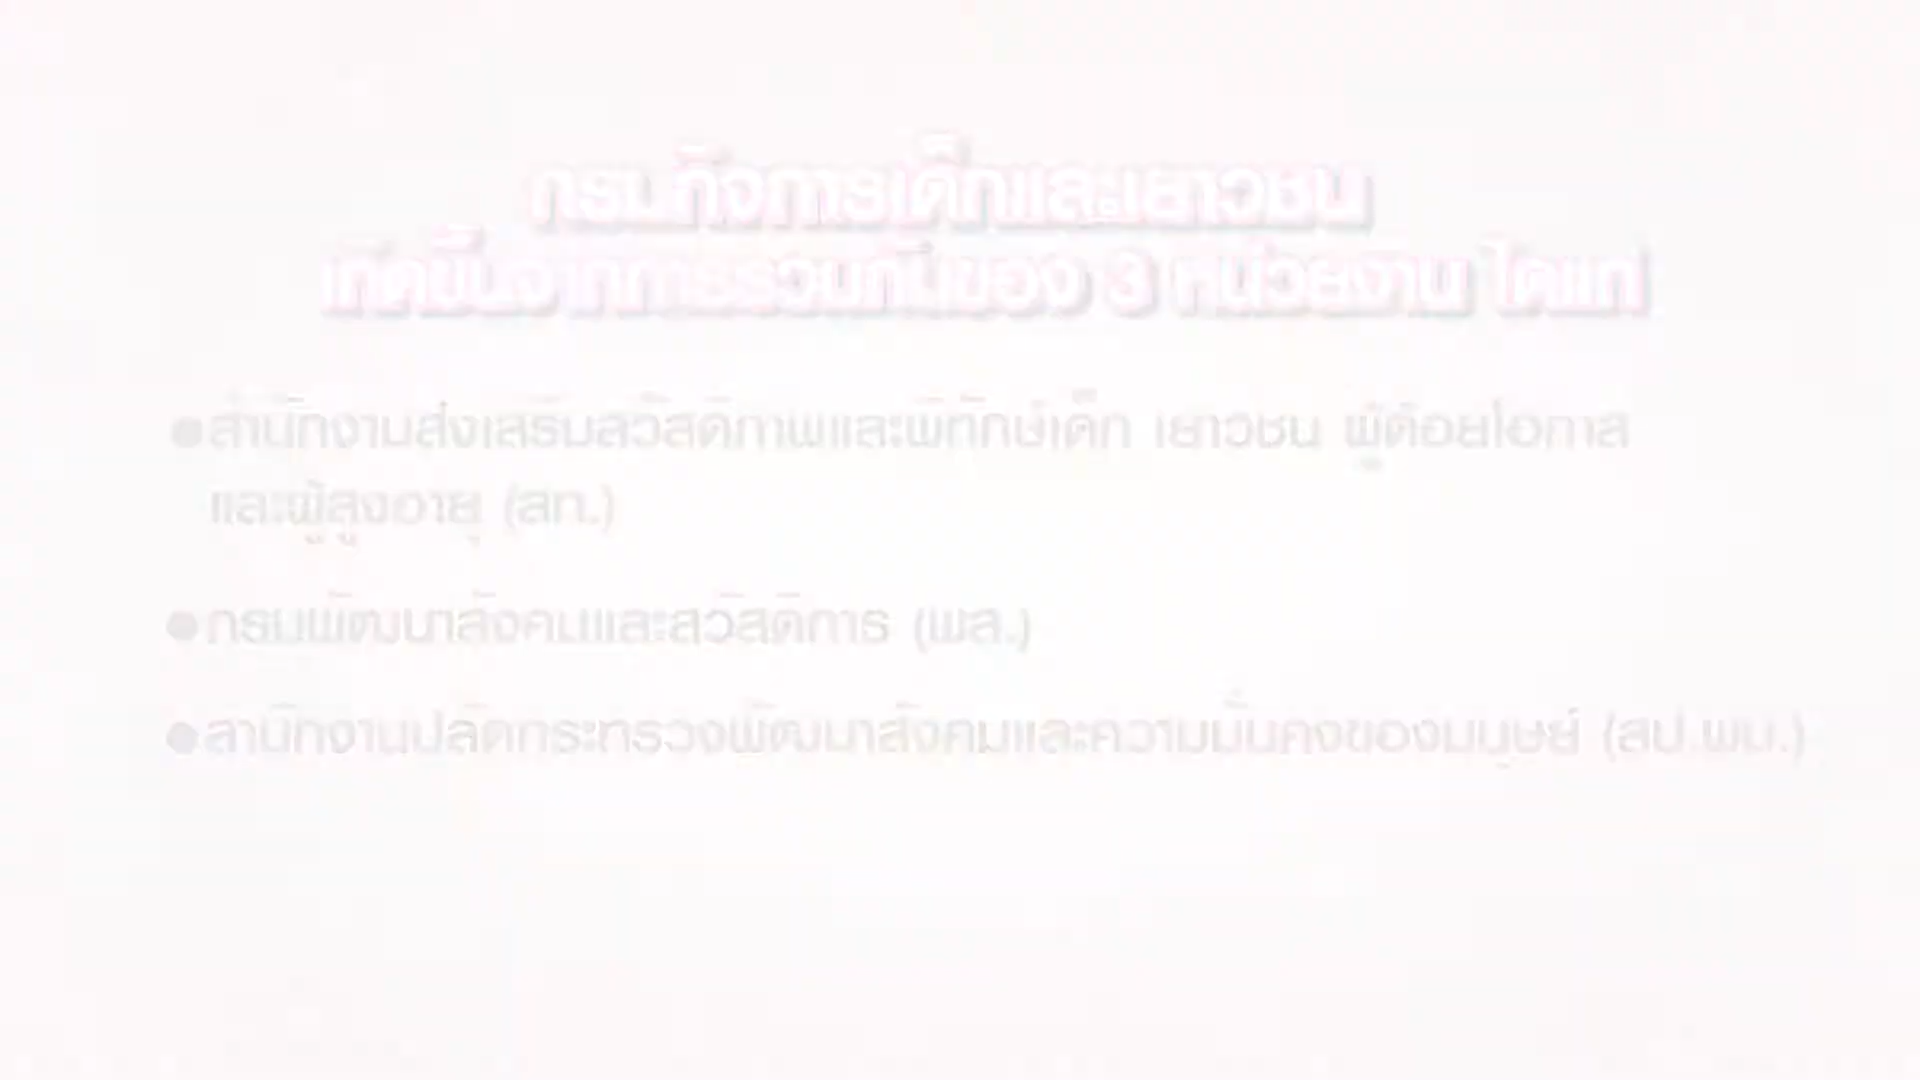 กรมกิจการเด็กและเยาวชน
เกิดขึ้นจากการรวมกันของ 3 หน่วยงาน ได้แก่
●สำนักงานส่งเสริมสวัสดิภาพและพิทักษ์เด็ก เยาวชน ผู้ด้อยโอกาส
และผู้สูงอายุ (สท.)
●กรมพัฒนาสังคมและสวัสดิการ (พส.)
●สำนักงานปลัดกระทรวงพัฒนาสังคมและความมั่นคงของมนุษย์ (สป.พม.)